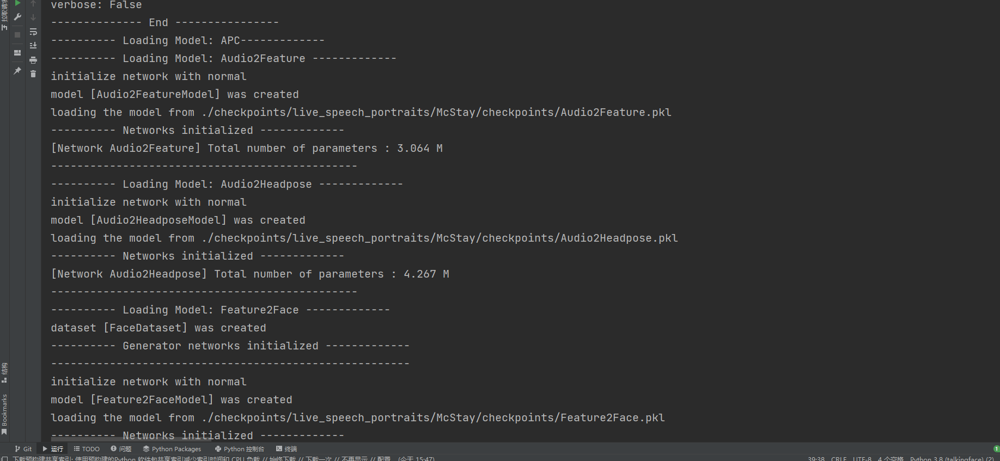 verbose: False
-------------- End ----------------
---------- Loading Model: APC-------------
---------- Loading Model: Audio2Feature -------------
initialize network with normal
model [Audio2FeatureModel] was created
loading the model from ./checkpoints/live_speech_portraits/McStay/checkpoints/Audio2Feature.pkl
---------- Networks initialized -------------
[Network Audio2Feature] Total number of parameters : 3.064 M
-----------------------------------------------
---------- Loading Model: Audio2Headpose -------------
initialize network with normal
model [Audio2HeadposeModel] was created
loading the model from ./checkpoints/live_speech_portraits/McStay/checkpoints/Audio2Headpose.pkl
---------- Networks initialized -------------
[Network Audio2Headpose] Total number of parameters : 4.267 M
-----------------------------------------------
---------- Loading Model: Feature2Face -------------
dataset [FaceDataset] was created
---------- Generator networks initialized -------------
-------------------------------------------------------
initialize network with normal
model [Feature2FaceModel] was created
loading the model from ./checkpoints/live_speech_portraits/McStay/checkpoints/Feature2Face.pkl
---------- Networks initialized -------------
结构
Bookmarks
Git 运行 TODO 问题 Python Packages Python 控制台 终端 1
下载预构建共享索引: 使用预构建的Python 软件包共享索引减少索引时间和 CPU 负载 // 始终下载 // 下载一次 // 不再显示 // 配置... (今天 15:47) 39:38 CRLF UTF-8 4 个空格 Python 3.8 (talkingface) (2)